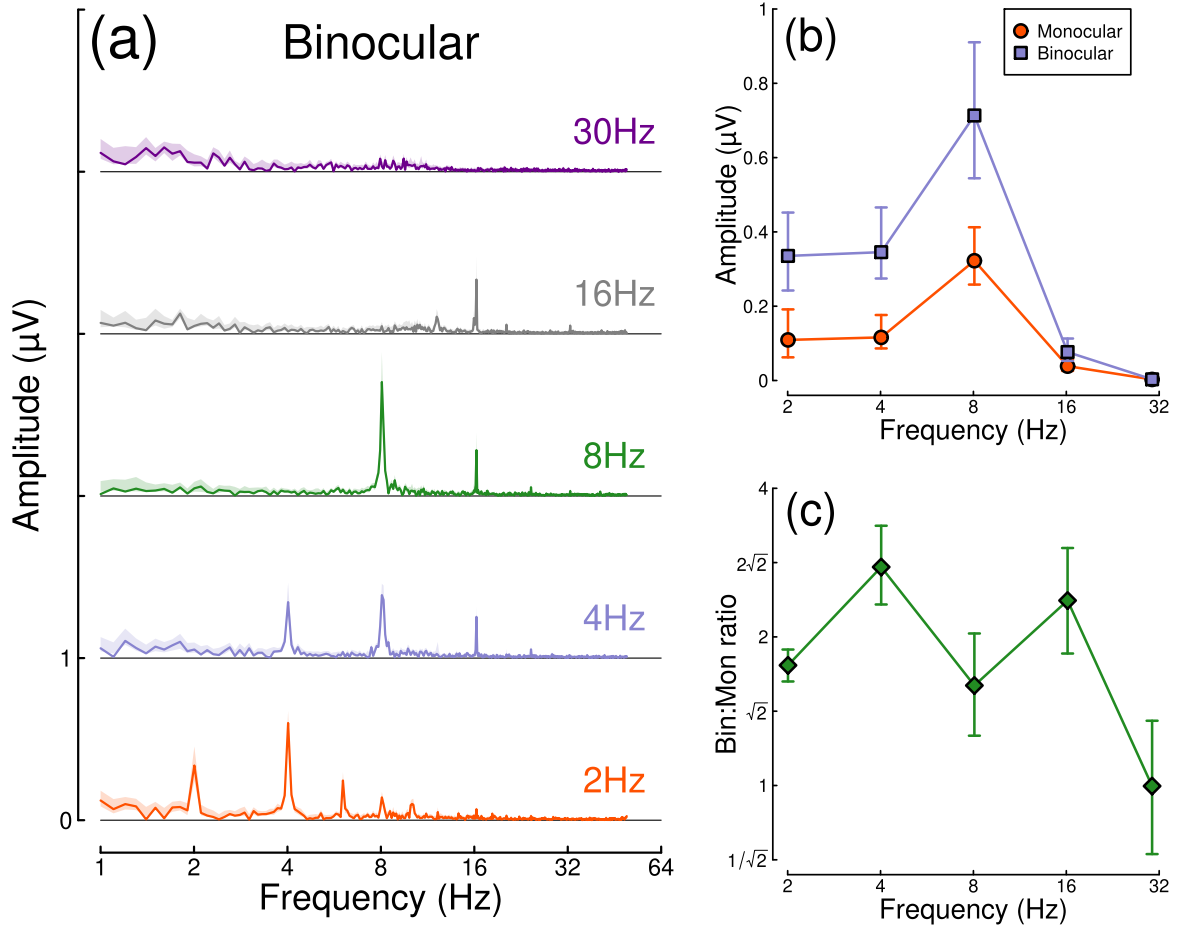 (a)
Binocular
30Hz
16Hz
8Hz
4Hz
2Hz
Amplitude (µV)
1
0
1 2 4 8 16 32 64
Frequency (Hz)
(b)
Monocular
Binocular
Amplitude (µV)
1
0.8
0.6
0.4
0.2
0
2 4 8 16 32
Frequency (Hz)
(c)
Bin:Mon ratio
4
2√2
2
√2
1
1/√2
2 4 8 16 32
Frequency (Hz)